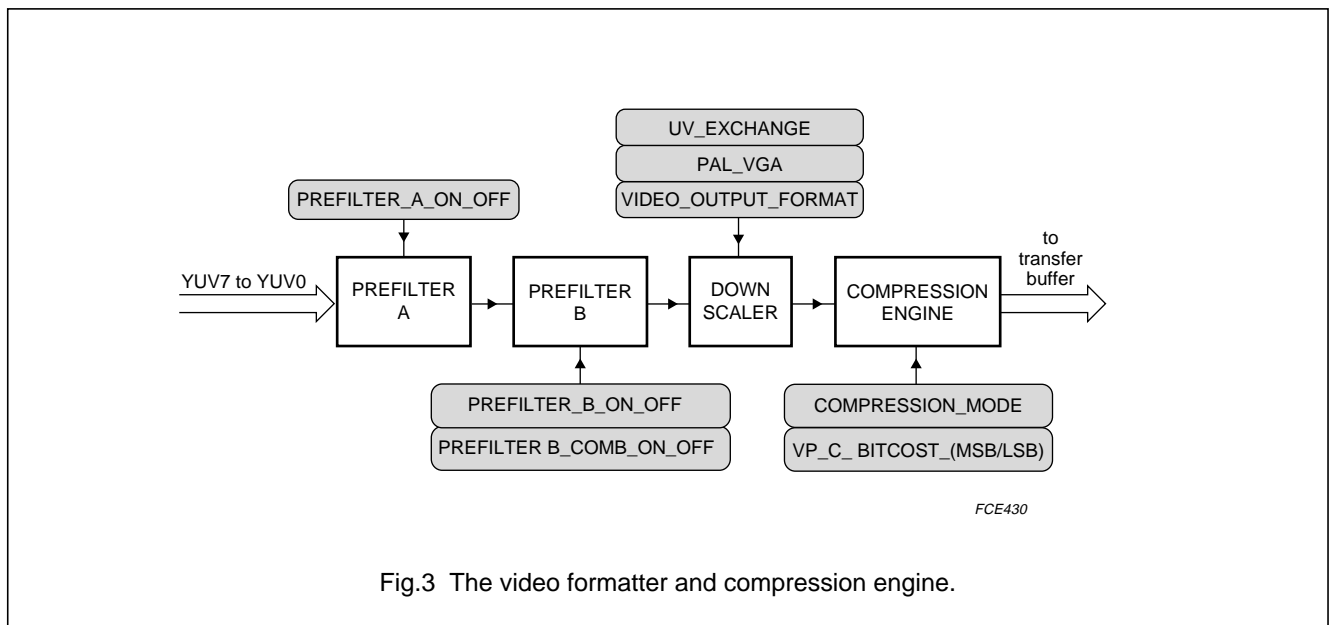 UV_EXCHANGE
PAL_VGA
VIDEO_OUTPUT_FORMAT
PREFILTER_A_ON_OFF
YUV7 to YUV0
PREFILTER
A
PREFILTER
B
DOWN
SCALER
COMPRESSION
ENGINE
to
transfer
buffer
PREFILTER_B_ON_OFF
PREFILTER B_COMB_ON_OFF
COMPRESSION_MODE
VP_C_ BITCOST_(MSB/LSB)
FCE430
Fig.3 The video formatter and compression engine.